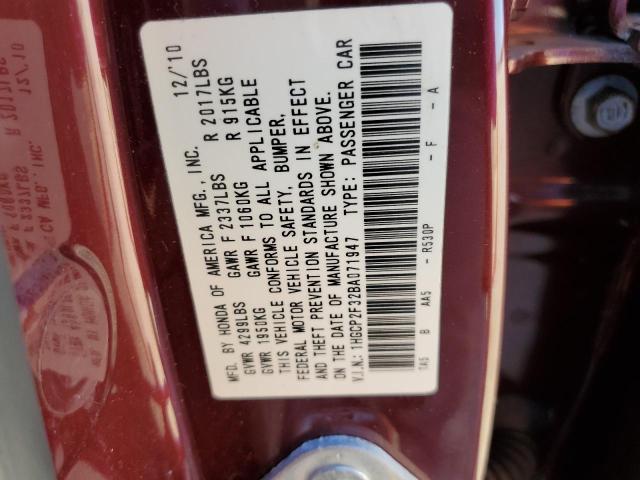 MFD. BY HONDA OF AMERICA MFG., INC. 12/'10
GVWR 4299LBS GAWR F 2337LBS R 2017LBS
GVWR 1950KG GAWR F 1060KG R 915KG
THIS VEHICLE CONFORMS TO ALL APPLICABLE
FEDERAL MOTOR VEHICLE SAFETY, BUMPER,
AND THEFT PREVENTION STANDARDS IN EFFECT
ON THE DATE OF MANUFACTURE SHOWN ABOVE.
V.I.N.: 1HGCP2F32BA071947 TYPE: PASSENGER CAR
TA5 B AA5 - R530P - F - A